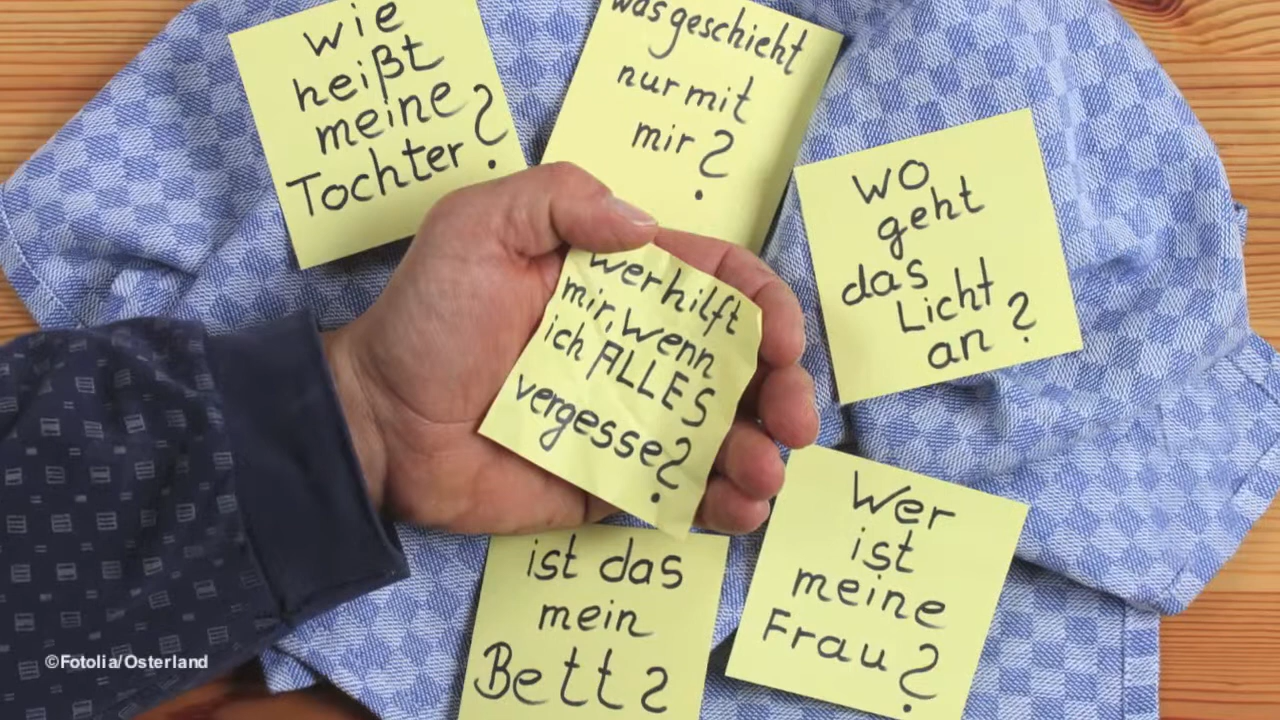 wie
heißt
meine
Tochter?
was geschieht
nur mit
mir?
wo
geht
das
Licht
an?
wer hilft
mir, wenn
ich ALLES
vergesse?
ist das
mein
Bett?
Wer
ist
meine
Frau?
©Fotolia/Osterland